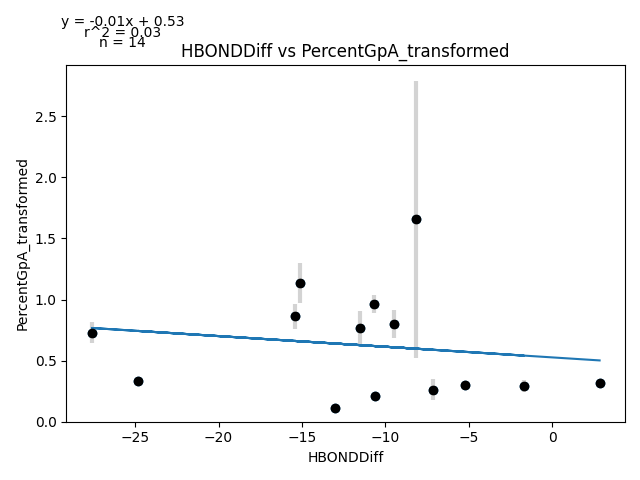 y = -0.01x + 0.53
r^2 = 0.03
n = 14
HBONDDiff vs PercentGpA_transformed
PercentGpA_transformed
2.5
2.0
1.5
1.0
0.5
0.0
−25
−20
−15
−10
−5
0
HBONDDiff